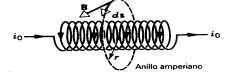 B
ds
i₀
i₀
r
Anillo amperiano